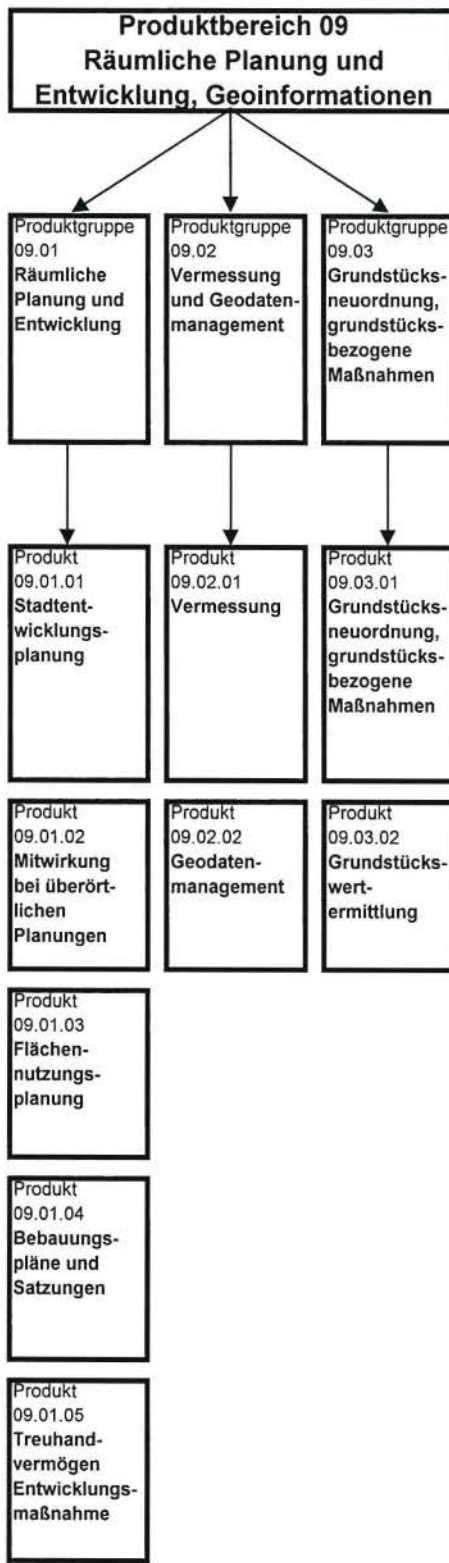 Produktbereich 09
Räumliche Planung und
Entwicklung, Geoinformationen
Produktgruppe
09.01
Räumliche
Planung und
Entwicklung
Produktgruppe
09.02
Vermessung
und Geodaten-
management
Produktgruppe
09.03
Grundstücks-
neuordnung,
grundstücks-
bezogene
Maßnahmen
Produkt
09.01.01
Stadtent-
wicklungs-
planung
Produkt
09.02.01
Vermessung
Produkt
09.03.01
Grundstücks-
neuordnung,
grundstücks-
bezogene
Maßnahmen
Produkt
09.01.02
Mitwirkung
bei überört-
lichen
Planungen
Produkt
09.02.02
Geodaten-
management
Produkt
09.03.02
Grundstücks-
wert-
ermittlung
Produkt
09.01.03
Flächen-
nutzungs-
planung
Produkt
09.01.04
Bebauungs-
pläne und
Satzungen
Produkt
09.01.05
Treuhand-
vermögen
Entwicklungs-
maßnahme